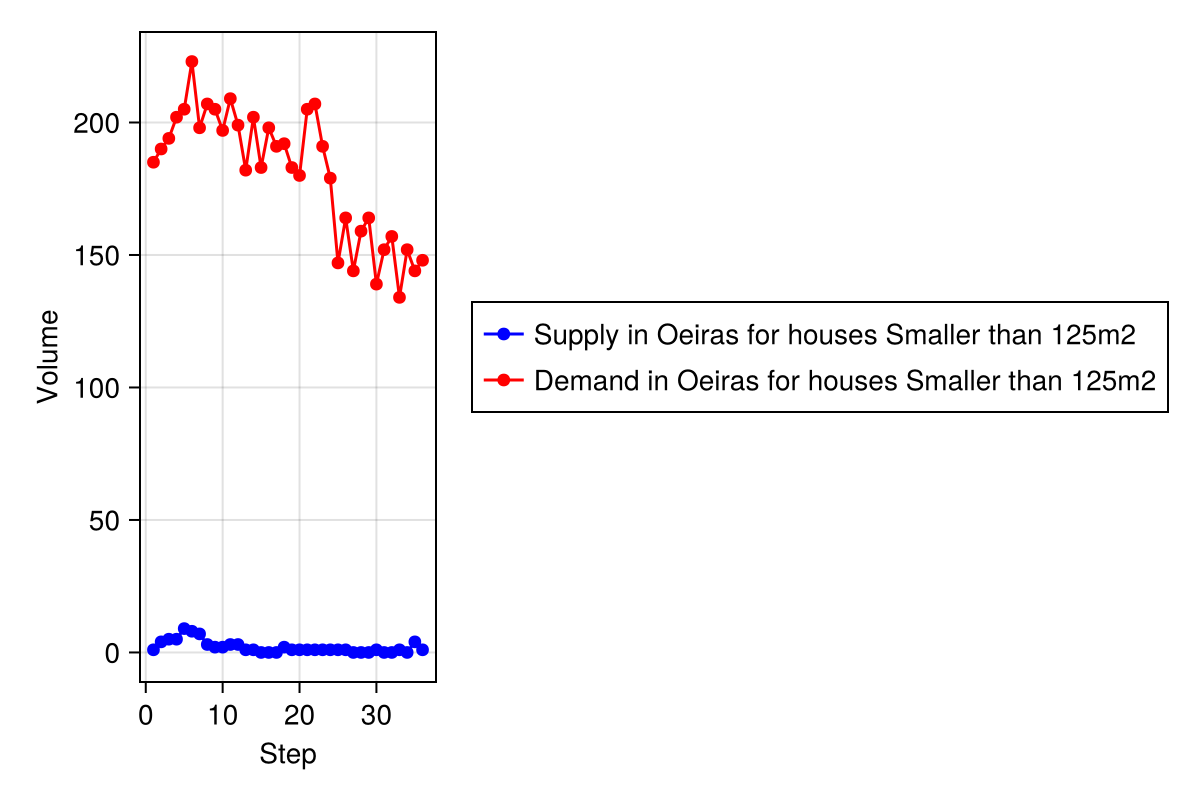 Volume
200
150
100
50
0
0 10 20 30
Step
Supply in Oeiras for houses Smaller than 125m2
Demand in Oeiras for houses Smaller than 125m2